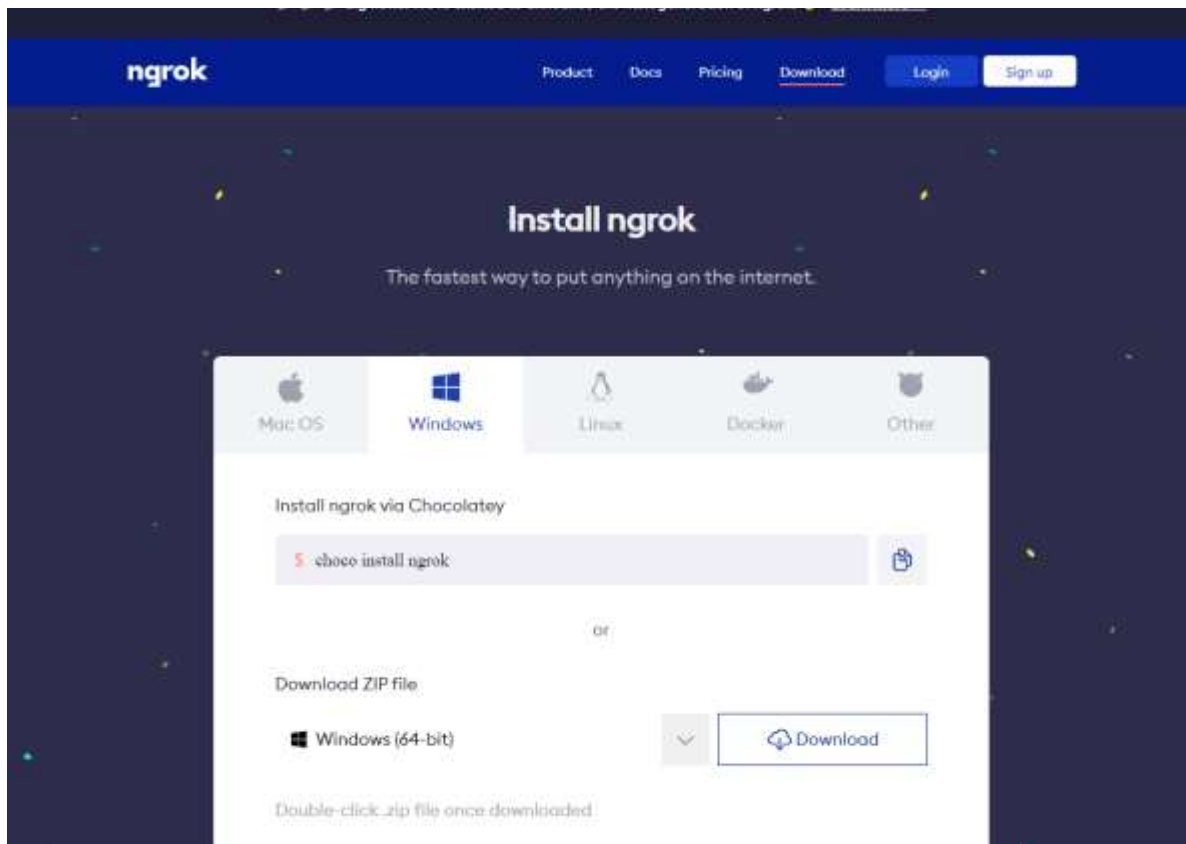 ngrok
Product Docs Pricing Download Login Sign up
Install ngrok
The fastest way to put anything on the internet.
Mac OS Windows Linux Docker Other
Install ngrok via Chocolatey
$ choco install ngrok
or
Download ZIP file
Windows (64-bit) Download
Double-click .zip file once downloaded